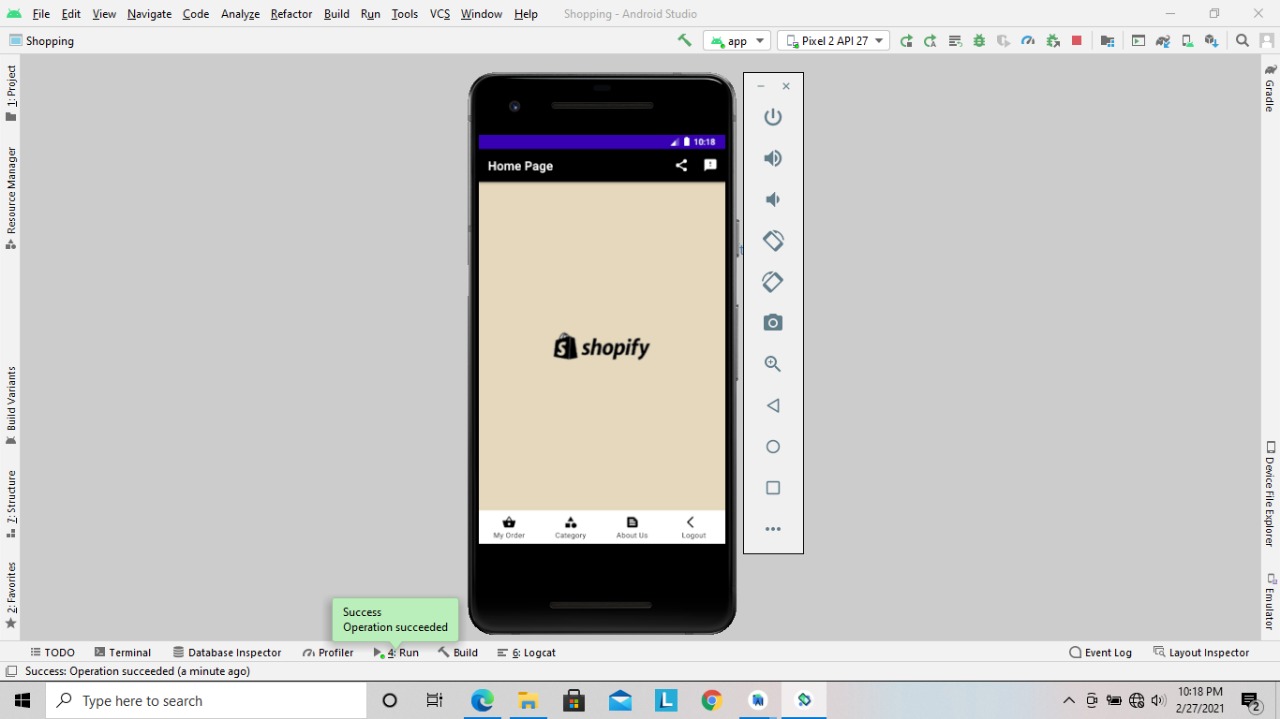 File Edit View Navigate Code Analyze Refactor Build Run Tools VCS Window Help Shopping - Android Studio
Shopping
app
Pixel 2 API 27
1: Project
Resource Manager
Build Variants
7: Structure
2: Favorites
Gradle
Device File Explorer
Emulator
10:18
Home Page
shopify
My Order Category About Us Logout
Success
Operation succeeded
TODO Terminal Database Inspector Profiler 4: Run Build 6: Logcat Event Log Layout Inspector
Success: Operation succeeded (a minute ago)
Type here to search
10:18 PM
2/27/2021
2